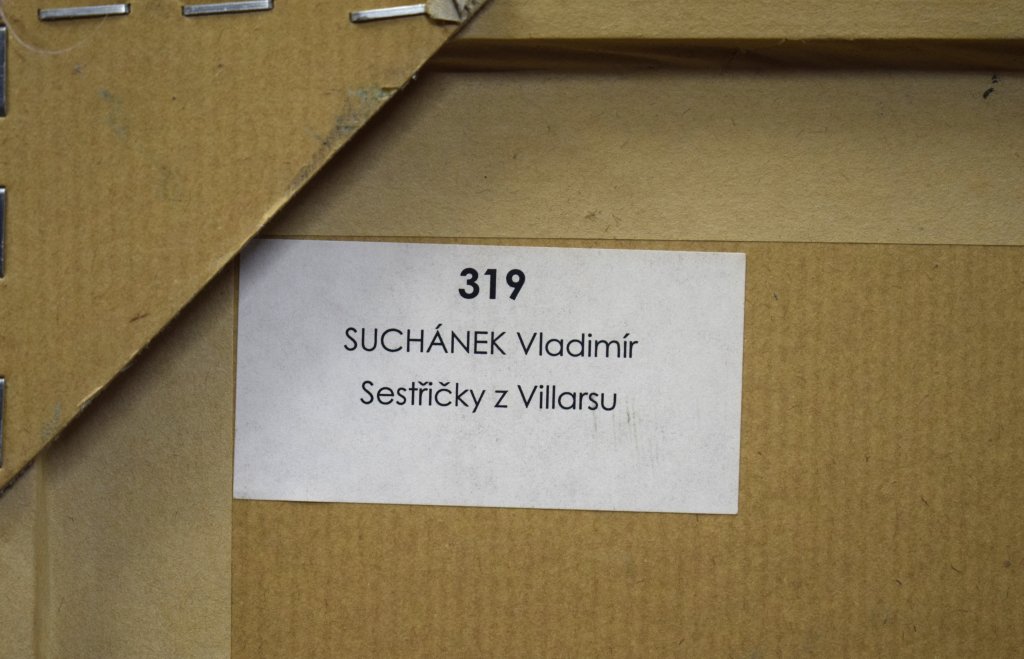 319
SUCHÁNEK Vladimír
Sestřičky z Villarsu